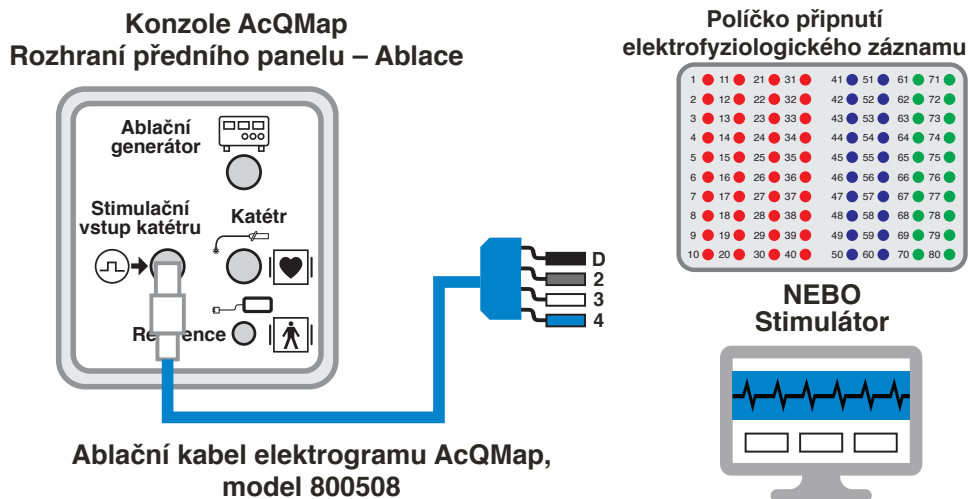 Konzole AcQMap
Rozhraní předního panelu – Ablace
Ablační
generátor
Stimulační
vstup katétru
Katétr
D
2
3
4
Ablační kabel elektrogramu AcQMap,
model 800508
Políčko připnutí
elektrofyziologického záznamu
1 11 21 31 41 51 61 71
2 12 22 32 42 52 62 72
3 13 23 33 43 53 63 73
4 14 24 34 44 54 64 74
5 15 25 35 45 55 65 75
6 16 26 36 46 56 66 76
7 17 27 37 47 57 67 77
8 18 28 38 48 58 68 78
9 19 29 39 49 59 69 79
10 20 30 40 50 60 70 80
NEBO
Stimulátor